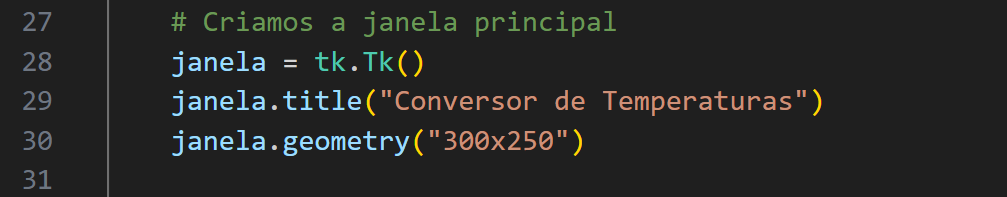 27 # Criamos a janela principal
28 janela = tk.Tk()
29 janela.title("Conversor de Temperaturas")
30 janela.geometry("300x250")
31